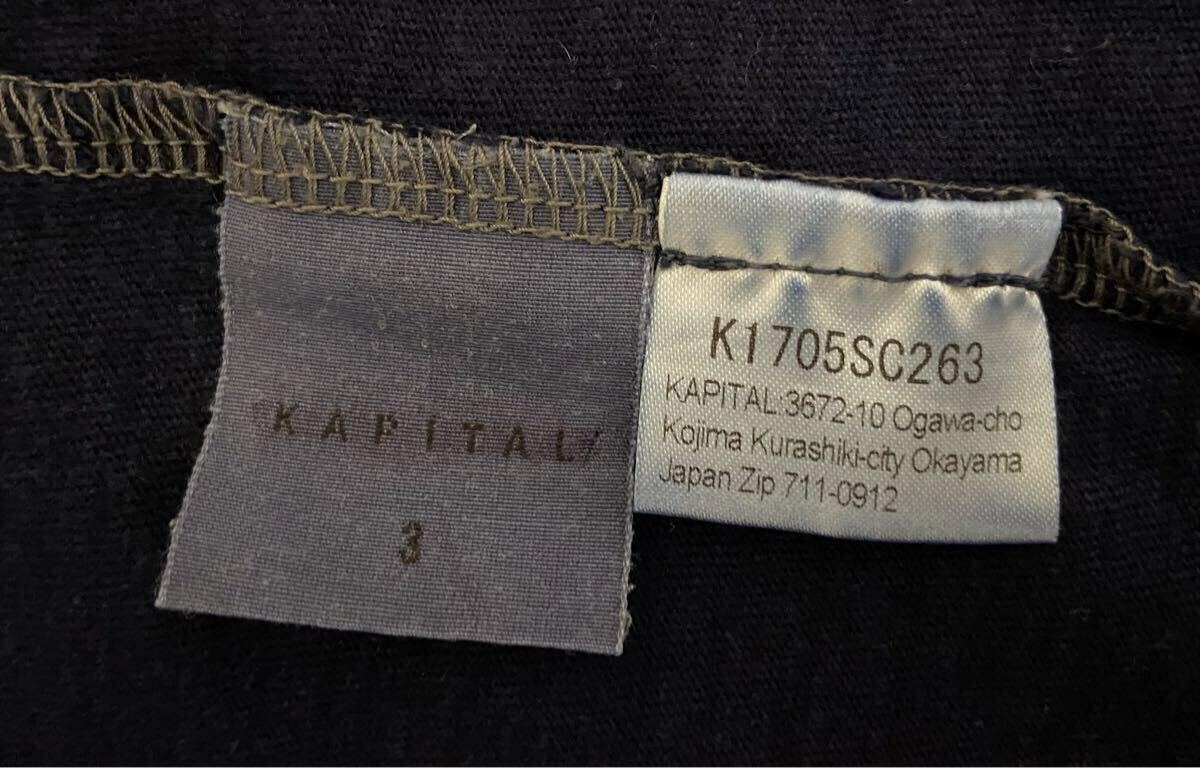 KAPITAL/
3
K1705SC263
KAPITAL:3672-10 Ogawa-cho
Kojima Kurashiki-city Okayama
Japan Zip 711-0912